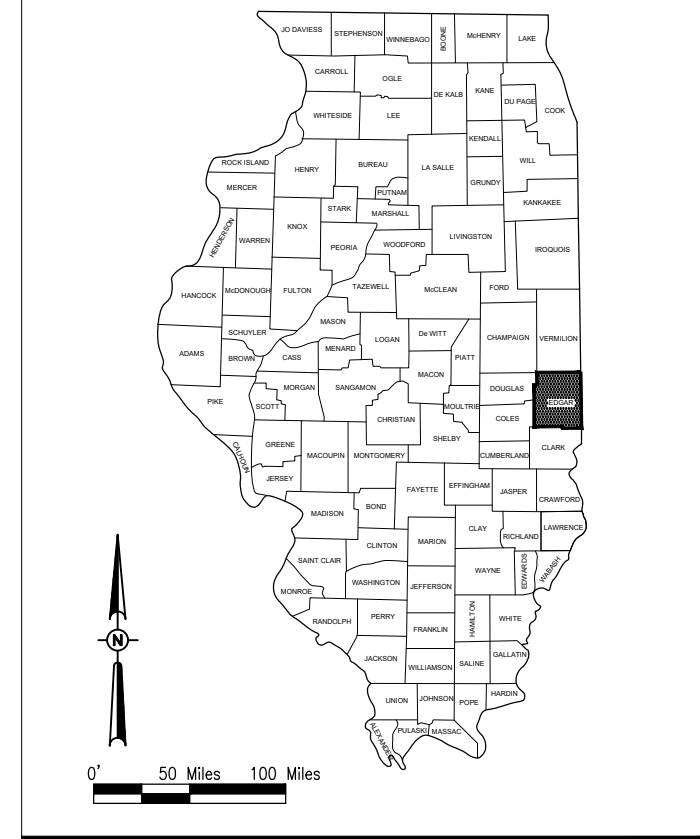 JO DAVIESS
STEPHENSON
WINNEBAGO
BOONE
McHENRY
LAKE
CARROLL
OGLE
DE KALB
KANE
DU PAGE
COOK
WHITESIDE
LEE
KENDALL
ROCK ISLAND
HENRY
BUREAU
LA SALLE
WILL
MERCER
PUTNAM
GRUNDY
STARK
MARSHALL
KANKAKEE
HENDERSON
WARREN
KNOX
PEORIA
WOODFORD
LIVINGSTON
IROQUOIS
HANCOCK
McDONOUGH
FULTON
TAZEWELL
McCLEAN
FORD
SCHUYLER
MASON
LOGAN
De WITT
CHAMPAIGN
VERMILION
ADAMS
BROWN
CASS
MENARD
PIATT
MACON
MORGAN
SANGAMON
DOUGLAS
EDGAR
PIKE
SCOTT
CHRISTIAN
MOULTRIE
COLES
SHELBY
CALHOUN
GREENE
MACOUPIN
MONTGOMERY
CUMBERLAND
CLARK
JERSEY
FAYETTE
EFFINGHAM
JASPER
CRAWFORD
MADISON
BOND
CLAY
RICHLAND
LAWRENCE
SAINT CLAIR
CLINTON
MARION
WAYNE
EDWARDS
WABASH
MONROE
WASHINGTON
JEFFERSON
RANDOLPH
PERRY
FRANKLIN
HAMILTON
WHITE
JACKSON
WILLIAMSON
SALINE
GALLATIN
UNION
JOHNSON
POPE
HARDIN
ALEXANDER
PULASKI
MASSAC
N
0' 50 Miles 100 Miles